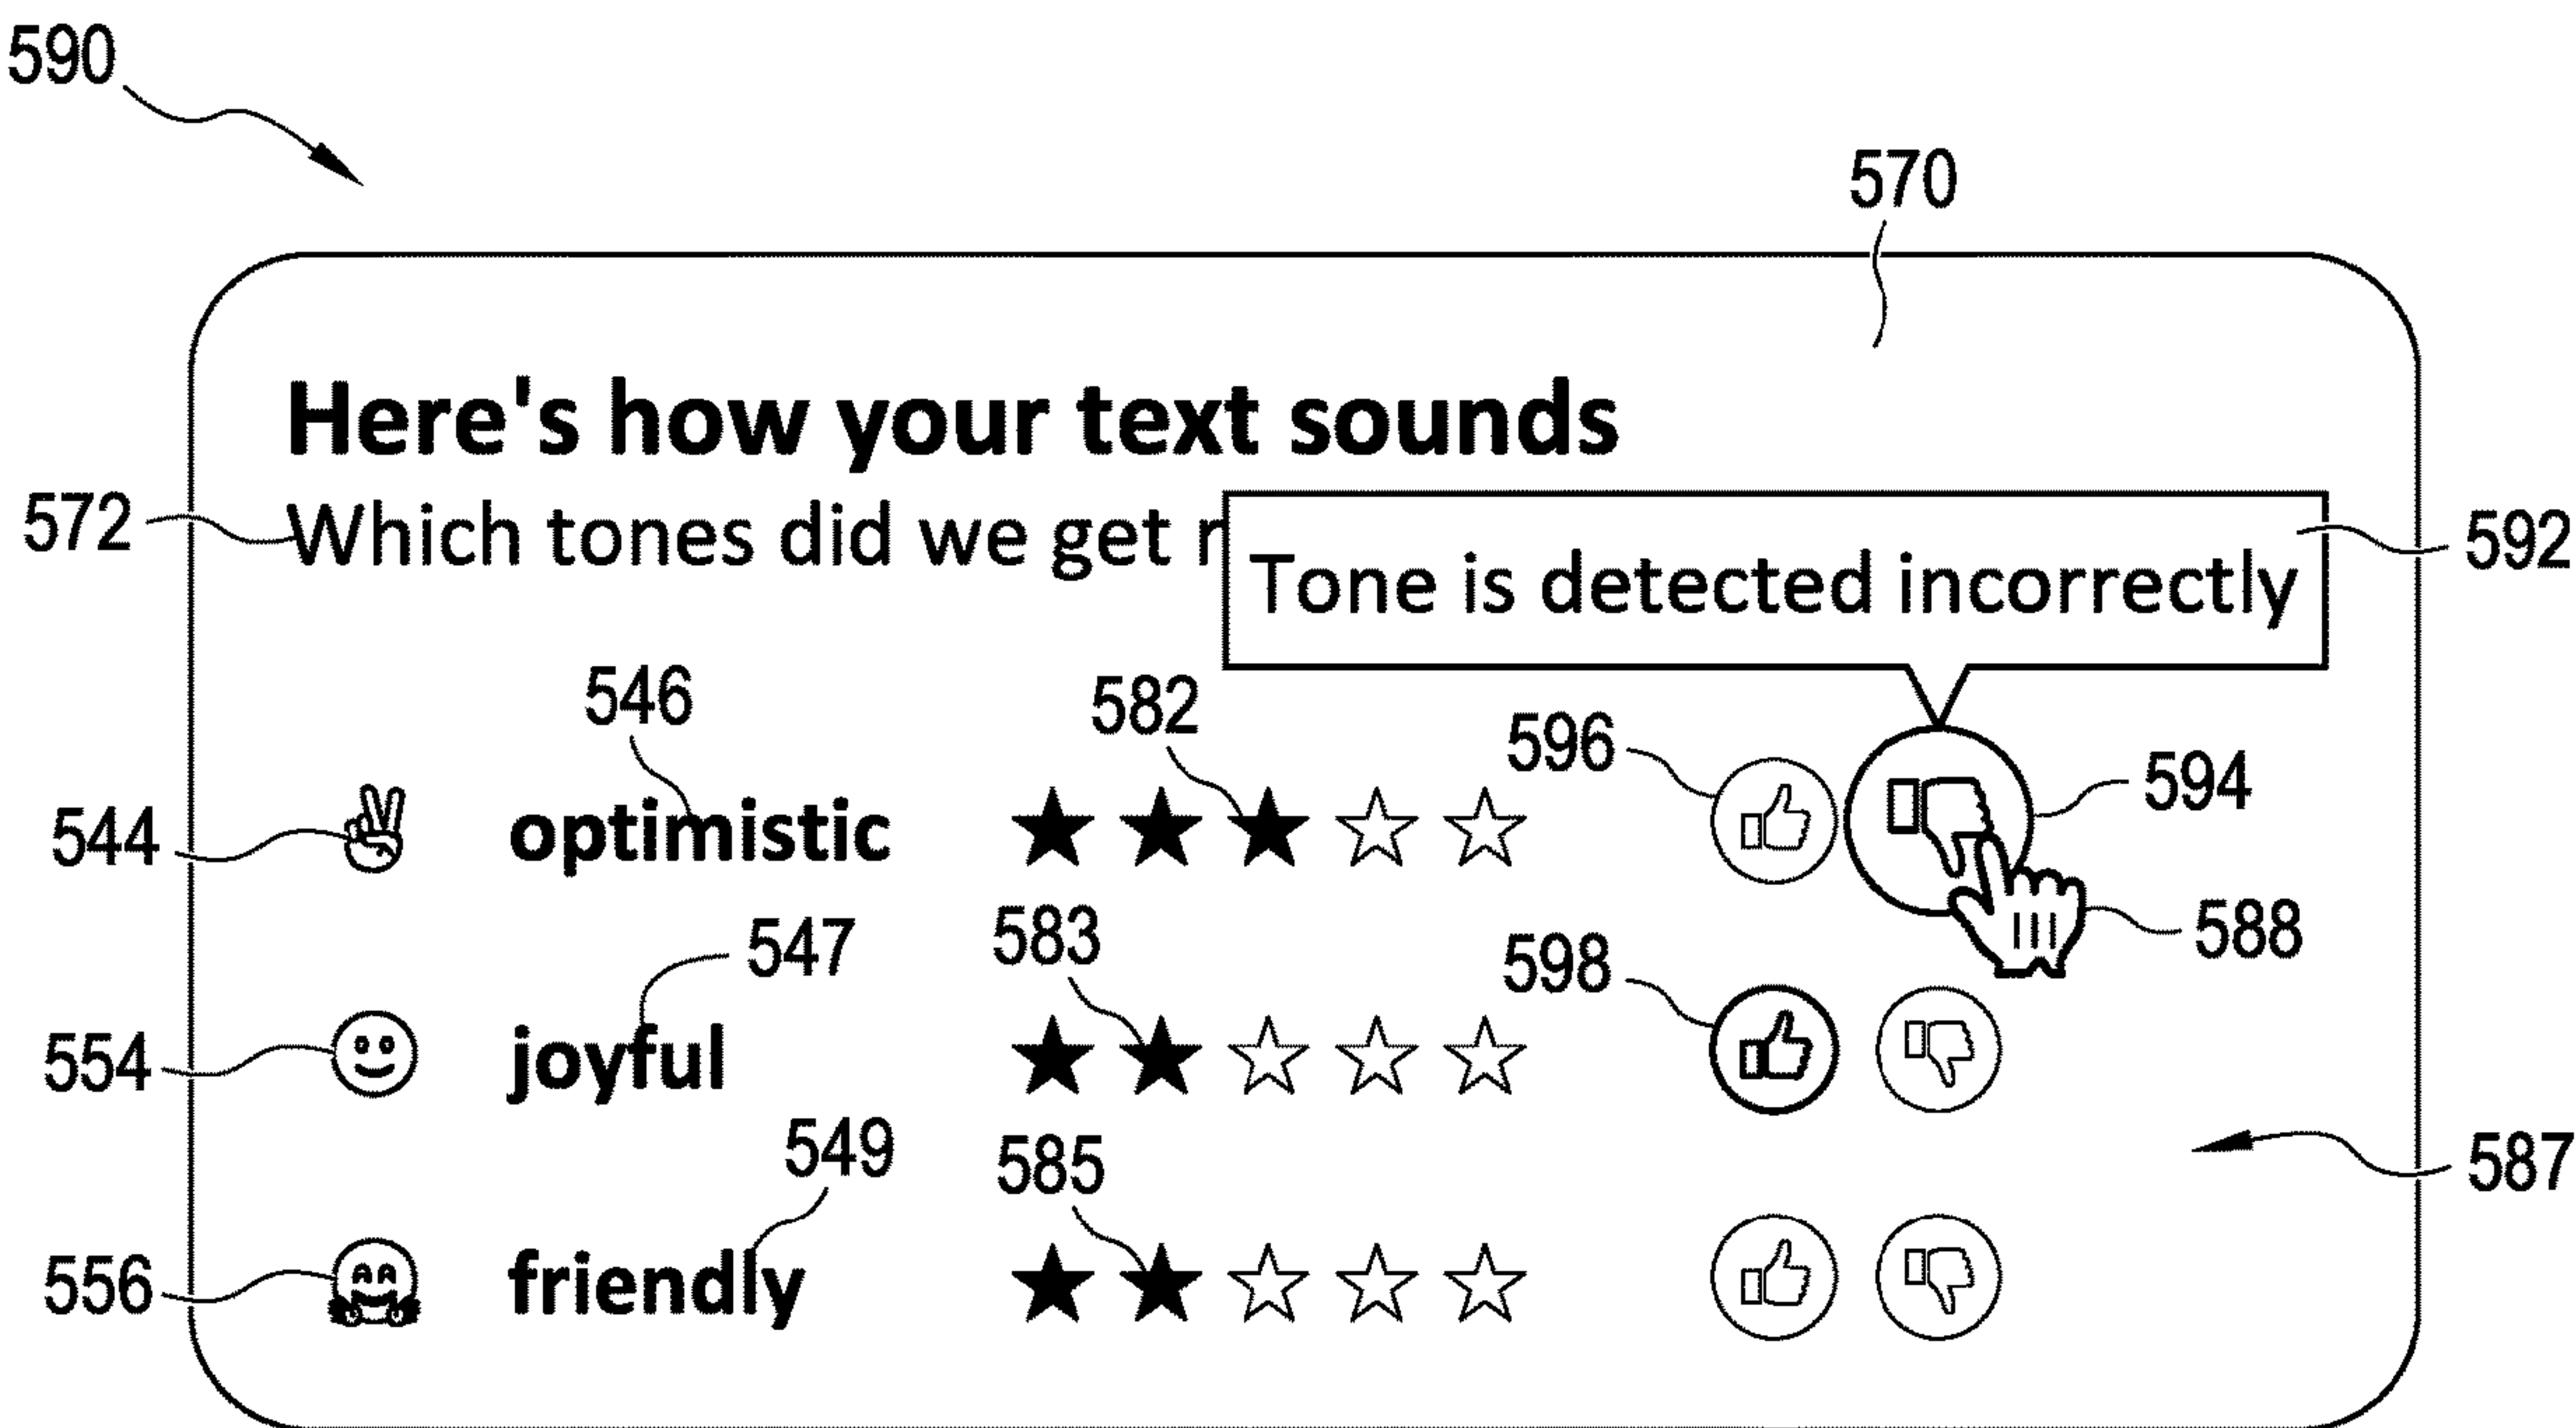 590
570
Here's how your text sounds
572 Which tones did we get r
Tone is detected incorrectly 592
546 582 596
544 optimistic 594
588
547 583 598
554 joyful
549 585 587
556 friendly